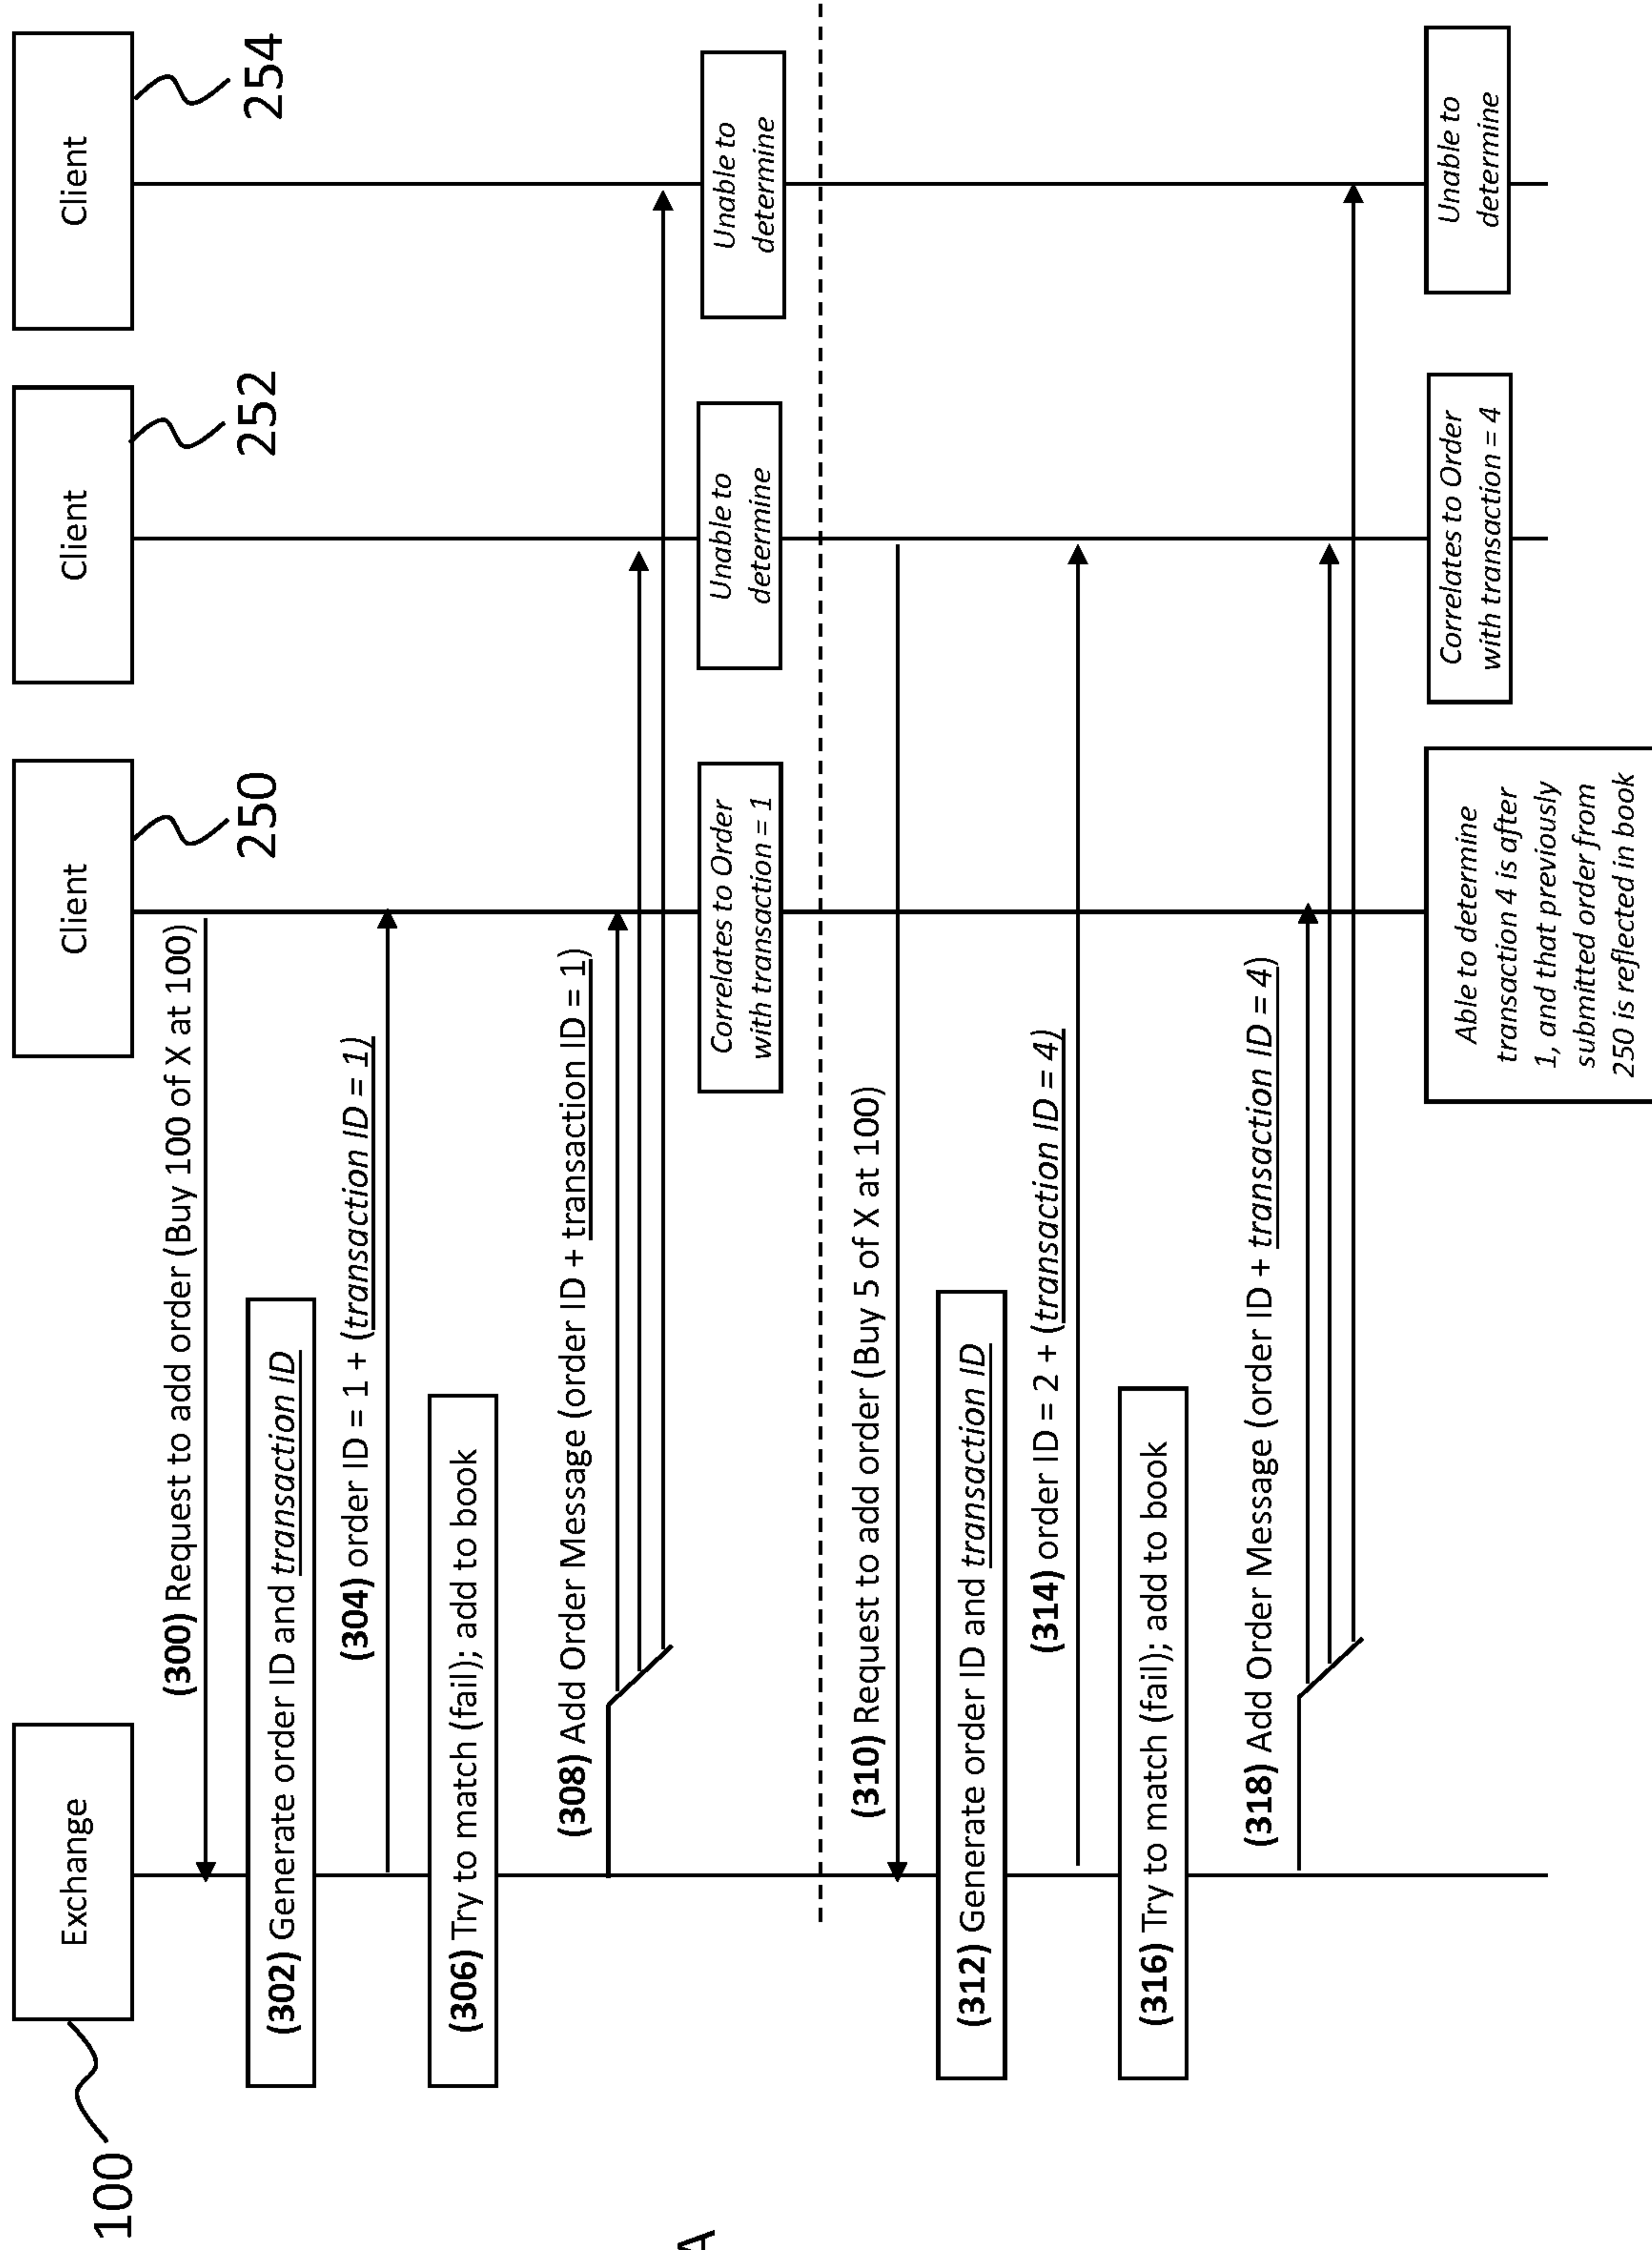 100
Exchange
Client
250
Client
252
Client
254
(300) Request to add order (Buy 100 of X at 100)
(302) Generate order ID and transaction ID
(304) order ID = 1 + (transaction ID = 1)
(306) Try to match (fail); add to book
(308) Add Order Message (order ID + transaction ID = 1)
Correlates to Order
with transaction = 1
Unable to
determine
Unable to
determine
(310) Request to add order (Buy 5 of X at 100)
(312) Generate order ID and transaction ID
(314) order ID = 2 + (transaction ID = 4)
(316) Try to match (fail); add to book
(318) Add Order Message (order ID + transaction ID = 4)
Able to determine
transaction 4 is after
1, and that previously
submitted order from
250 is reflected in book
Correlates to Order
with transaction = 4
Unable to
determine
A